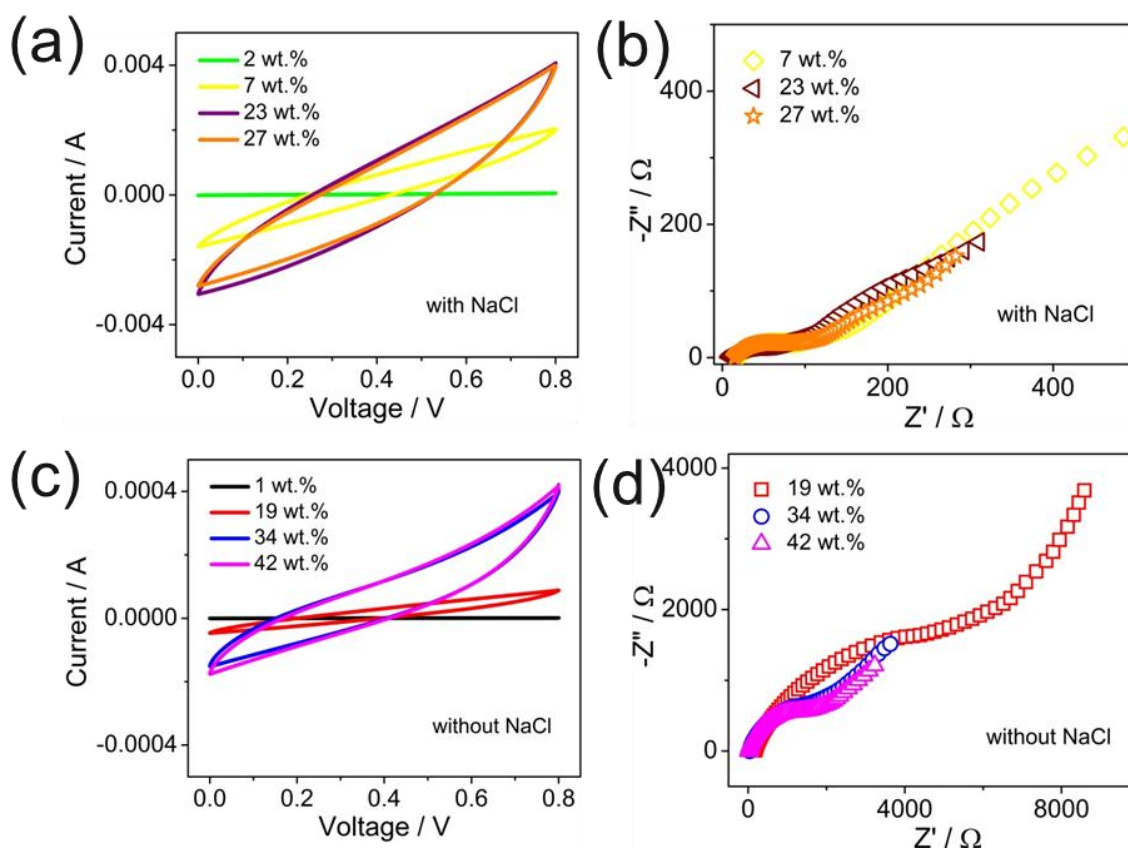 (a)
0.004
0.000
-0.004
Current / A
2 wt.%
7 wt.%
23 wt.%
27 wt.%
with NaCl
0.0 0.2 0.4 0.6 0.8
Voltage / V
(b)
400
200
0
-Z" / Ω
7 wt.%
23 wt.%
27 wt.%
with NaCl
0 200 400
Z' / Ω
(c)
0.0004
0.0000
-0.0004
Current / A
1 wt.%
19 wt.%
34 wt.%
42 wt.%
without NaCl
0.0 0.2 0.4 0.6 0.8
Voltage / V
(d)
4000
2000
0
-Z" / Ω
19 wt.%
34 wt.%
42 wt.%
without NaCl
0 4000 8000
Z' / Ω